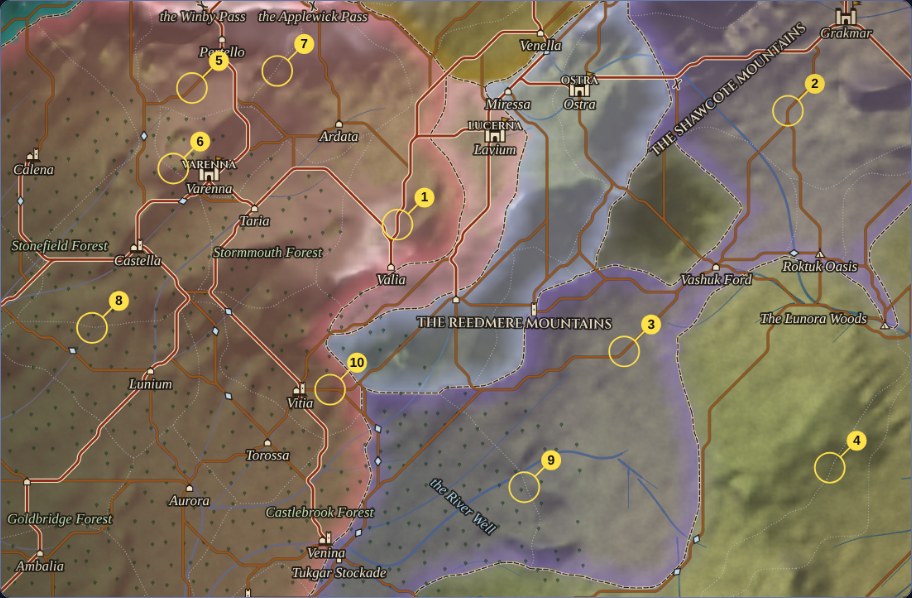 the Winby Pass
the Applewick Pass
Grakmar
Venella
7
5
2
OSTRA
Ostra
Miressa
THE SHAWCOTE MOUNTAINS
LUCERNA
Lavium
Ardata
6
VARENNA
Varenna
Calena
1
Taria
Stonefield Forest
Stormmouth Forest
Castella
Valia
Vashuk Ford
Roktuk Oasis
8
THE REEDMERE MOUNTAINS
3
The Lunora Woods
10
Lunium
Vitia
4
Torossa
9
Aurora
the River Well
Goldbridge Forest
Castlebrook Forest
Venina
Ambalia
Tukgar Stockade